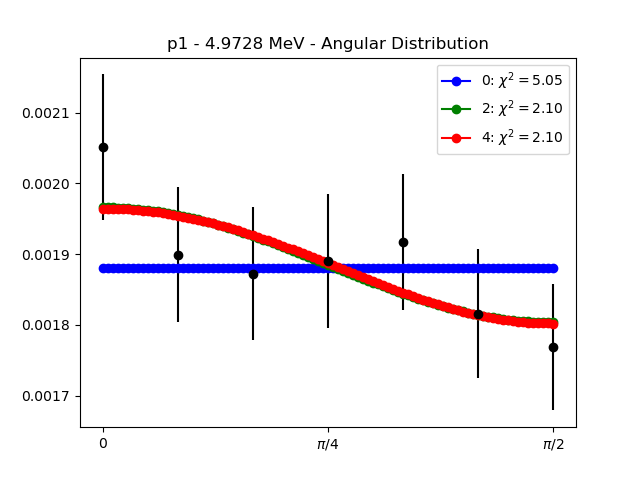 p1 - 4.9728 MeV - Angular Distribution
0: χ² = 5.05
2: χ² = 2.10
4: χ² = 2.10
0.0021
0.0020
0.0019
0.0018
0.0017
0
π/4
π/2